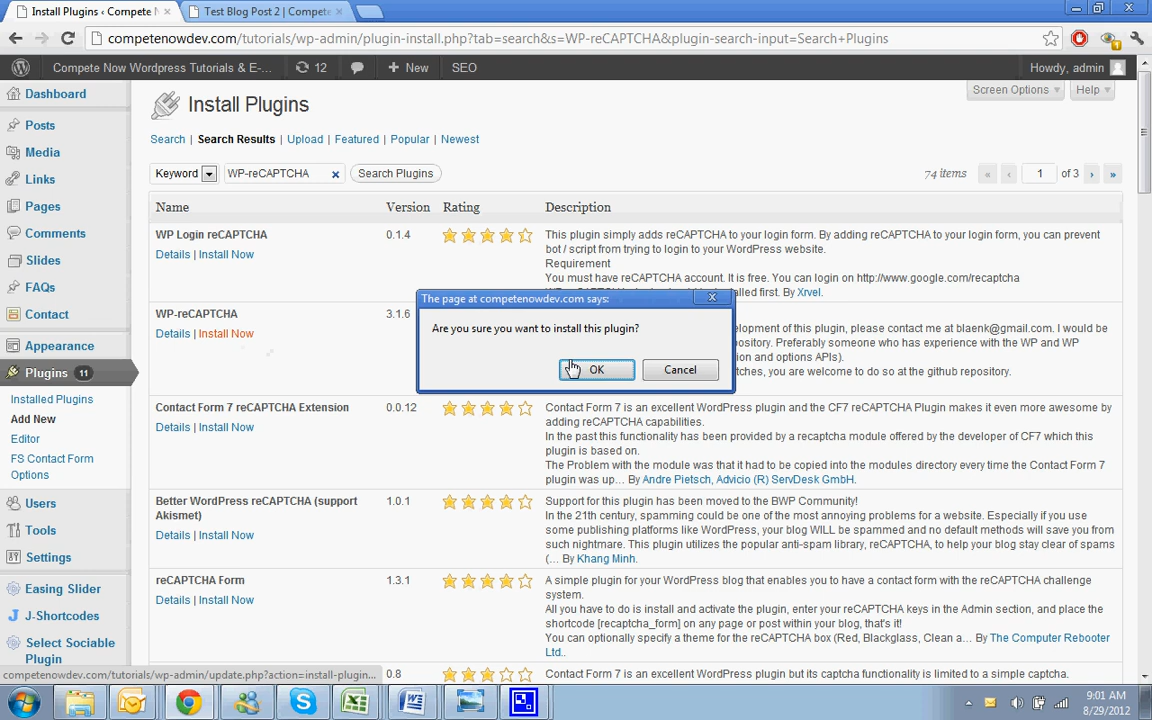 Install Plugins ‹ Compete N
Test Blog Post 2 | Compete
competenowdev.com/tutorials/wp-admin/plugin-install.php?tab=search&s=WP-reCAPTCHA&plugin-search-input=Search+Plugins
Compete Now Wordpress Tutorials & E-... 12 + New SEO Howdy, admin
Dashboard
Posts
Media
Links
Pages
Comments
Slides
FAQs
Contact
Appearance
Plugins 11
Installed Plugins
Add New
Editor
FS Contact Form
Options
Users
Tools
Settings
Easing Slider
J-Shortcodes
Select Sociable
Plugin
Screen Options Help
Install Plugins
Search | Search Results | Upload | Featured | Popular | Newest
Keyword WP-reCAPTCHA Search Plugins 74 items « ‹ 1 of 3 › »
Name Version Rating Description
WP Login reCAPTCHA 0.1.4
Details | Install Now
This plugin simply adds reCAPTCHA to your login form. By adding reCAPTCHA to your login form, you can prevent
bot / script from trying to login to your WordPress website.
Requirement
You must have reCAPTCHA account. It is free. You can login on http://www.google.com/recaptcha
installed first. By Xrvel.
WP-reCAPTCHA 3.1.6
Details | Install Now
elopment of this plugin, please contact me at blaenk@gmail.com. I would be
ository. Preferably someone who has experience with the WP and WP
ion and options APIs).
tches, you are welcome to do so at the github repository.
The page at competenowdev.com says:
Are you sure you want to install this plugin?
OK Cancel
Contact Form 7 reCAPTCHA Extension 0.0.12
Details | Install Now
Contact Form 7 is an excellent WordPress plugin and the CF7 reCAPTCHA Plugin makes it even more awesome by
adding reCAPTCHA capabilities.
In the past this functionality has been provided by a recaptcha module offered by the developer of CF7 which this
plugin is based on.
The Problem with the module was that it had to be copied into the modules directory every time the Contact Form 7
plugin was up... By Andre Pietsch, Advicio (R) ServDesk GmbH.
Better WordPress reCAPTCHA (support
Akismet)
1.0.1
Details | Install Now
Support for this plugin has been moved to the BWP Community!
In the 21th century, spamming could be one of the most annoying problems for a website. Especially if you use
some publishing platforms like WordPress, your blog WILL be spammed and no default methods will save you from
such nightmare. This plugin utilizes the popular anti-spam library, reCAPTCHA, to help your blog stay clear of spams
(... By Khang Minh.
reCAPTCHA Form 1.3.1
Details | Install Now
A simple plugin for your WordPress blog that enables you to have a contact form with the reCAPTCHA challenge
system.
All you have to do is install and activate the plugin, enter your reCAPTCHA keys in the Admin section, and place the
shortcode [recaptcha_form] on any page or post within your blog, that's it!
You can optionally specify a theme for the reCAPTCHA box (Red, Blackglass, Clean a... By The Computer Rebooter
Ltd..
0.8 Contact Form 7 is an excellent WordPress plugin but its captcha functionality is limited to a simple captcha.
competenowdev.com/tutorials/wp-admin/update.php?action=install-plugin...
9:01 AM
8/29/2012